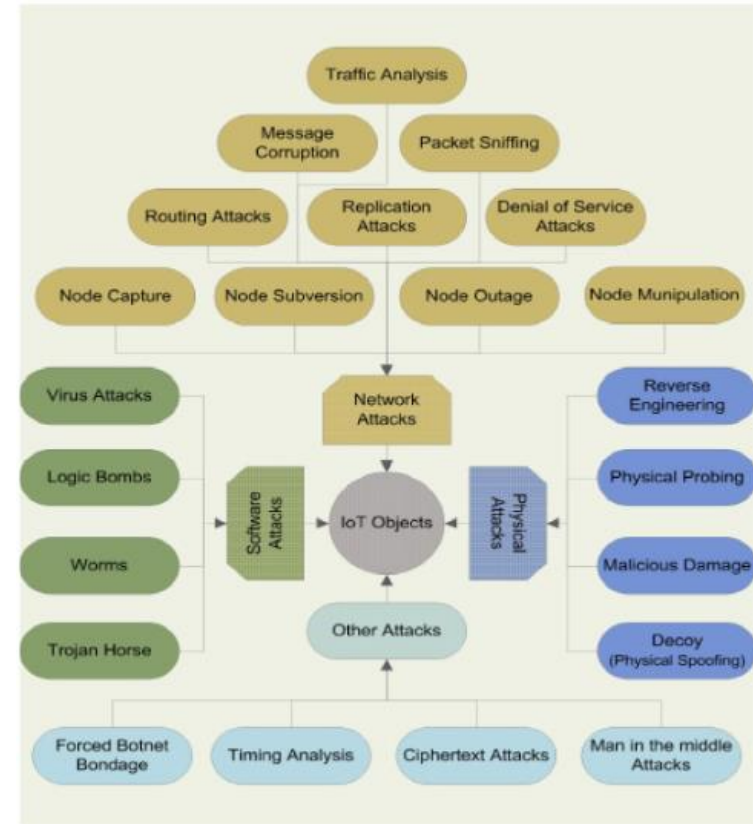 Traffic Analysis
Message
Corruption
Packet Sniffing
Routing Attacks
Replication
Attacks
Denial of Service
Attacks
Node Capture
Node Subversion
Node Outage
Node Munipulation
Virus Attacks
Network
Attacks
Reverse
Engineering
Logic Bombs
Software
Attacks
IoT Objects
Physical
Attacks
Physical Probing
Worms
Malicious Damage
Trojan Horse
Other Attacks
Decoy
(Physical Spoofing)
Forced Botnet
Bondage
Timing Analysis
Ciphertext Attacks
Man in the middle
Attacks